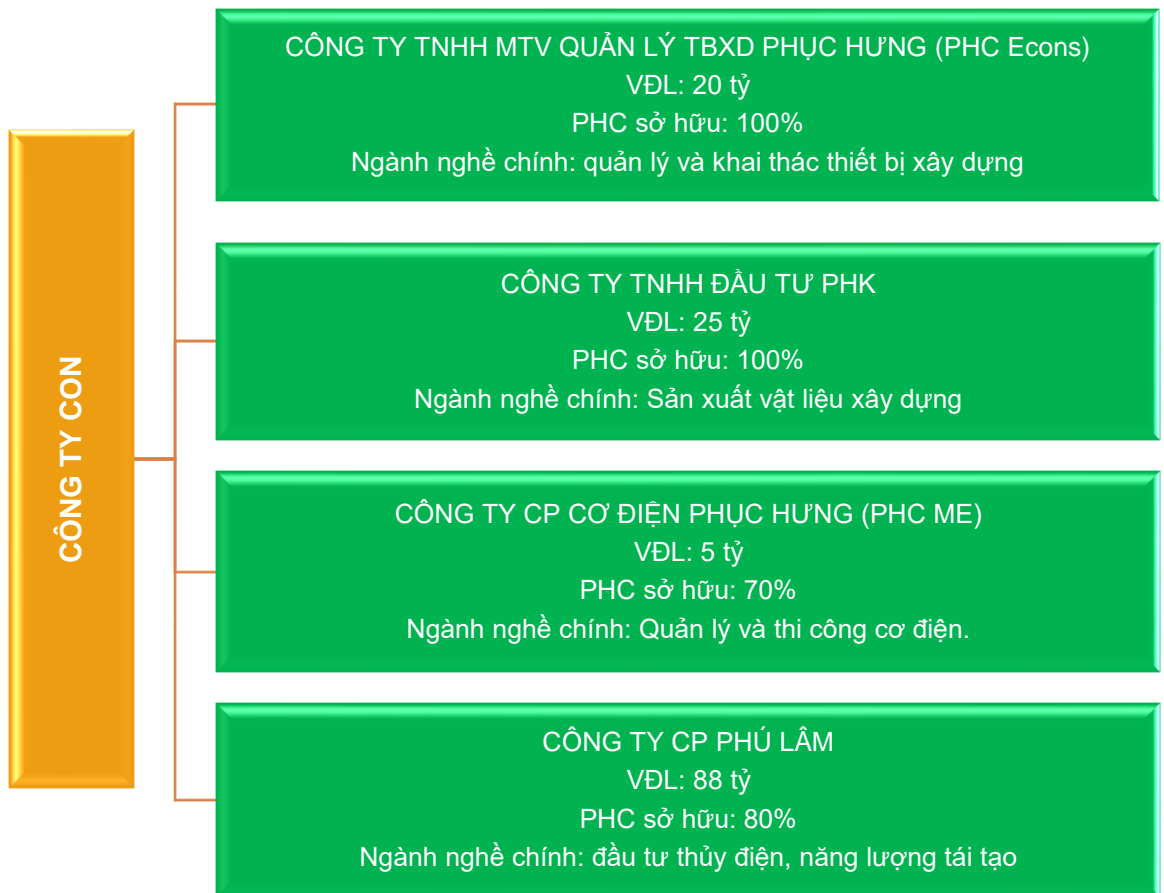 CÔNG TY CON
CÔNG TY TNHH MTV QUẢN LÝ TBXD PHỤC HƯNG (PHC Econs)
VĐL: 20 tỷ
PHC sở hữu: 100%
Ngành nghề chính: quản lý và khai thác thiết bị xây dựng
CÔNG TY TNHH ĐẦU TƯ PHK
VĐL: 25 tỷ
PHC sở hữu: 100%
Ngành nghề chính: Sản xuất vật liệu xây dựng
CÔNG TY CP CƠ ĐIỆN PHỤC HƯNG (PHC ME)
VĐL: 5 tỷ
PHC sở hữu: 70%
Ngành nghề chính: Quản lý và thi công cơ điện.
CÔNG TY CP PHÚ LÂM
VĐL: 88 tỷ
PHC sở hữu: 80%
Ngành nghề chính: đầu tư thủy điện, năng lượng tái tạo